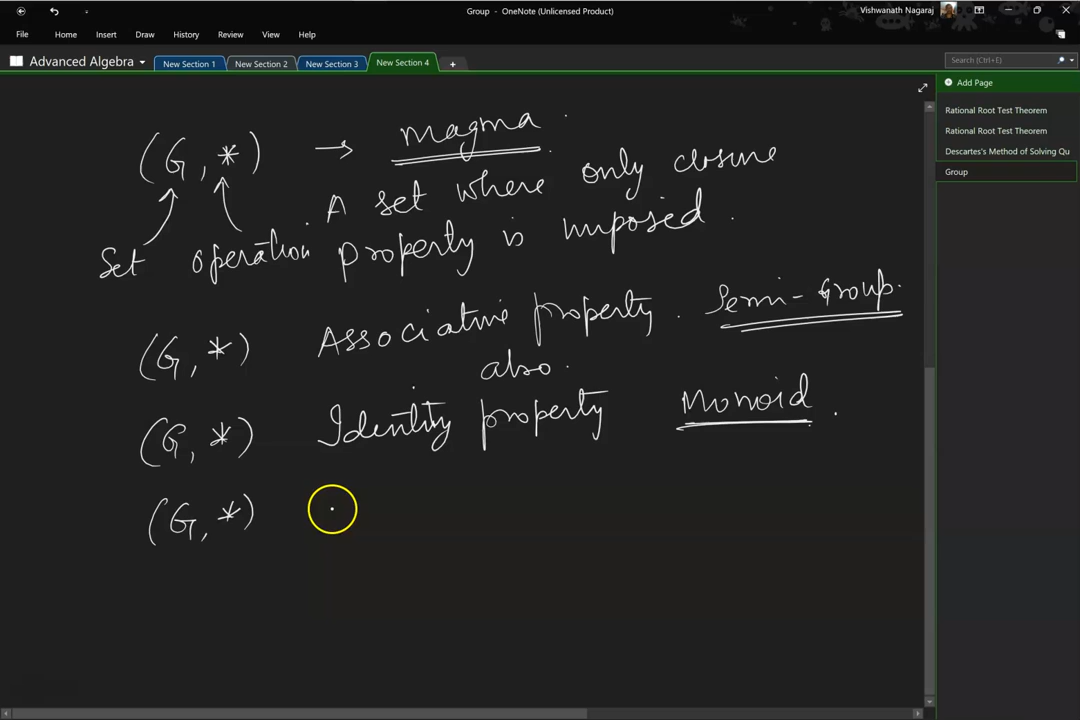 Group - OneNote (Unlicensed Product)
Vishwanath Nagaraj
File Home Insert Draw History Review View Help
Advanced Algebra
New Section 1 New Section 2 New Section 3 New Section 4 +
Search (Ctrl+E)
Add Page
Rational Root Test Theorem
Rational Root Test Theorem
Descartes's Method of Solving Qu
Group
(G, *) → Magma.
A set where only closure
Set operation property is imposed.
(G, *) Associative property. Semi-Group.
also.
(G, *) Identity property Monoid.
(G, *)